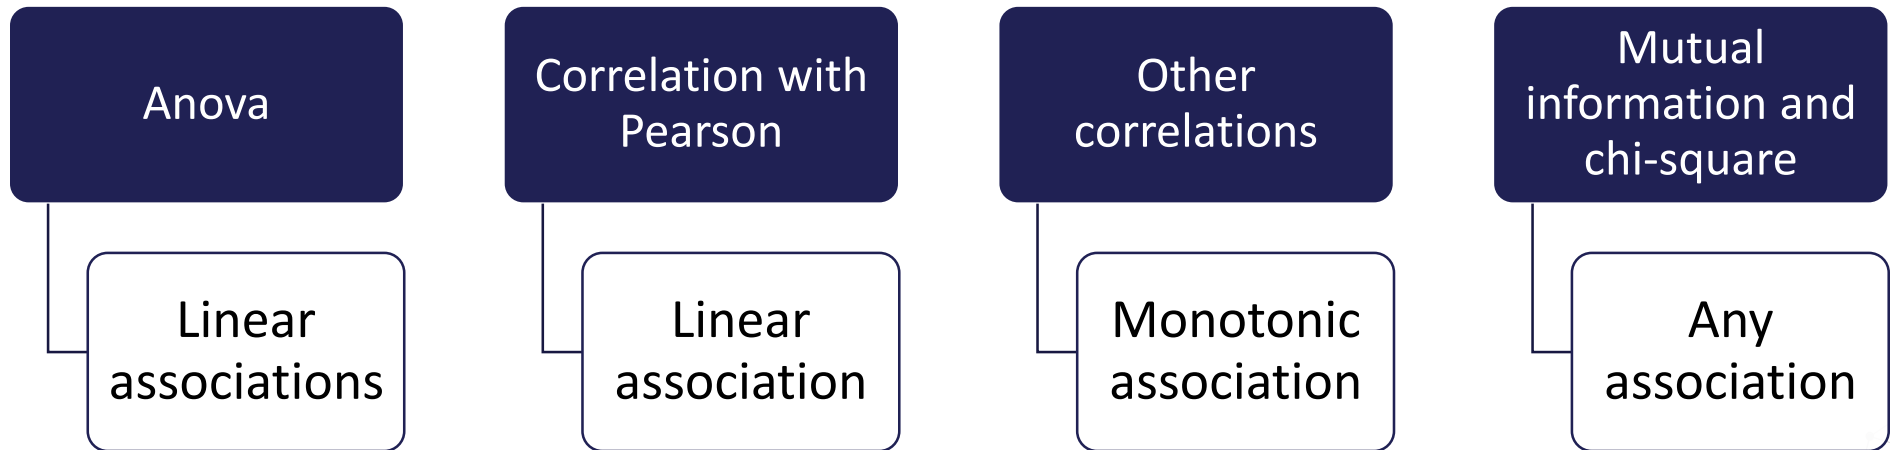 Anova
Linear
associations
Correlation with
Pearson
Linear
association
Other
correlations
Monotonic
association
Mutual
information and
chi-square
Any
association